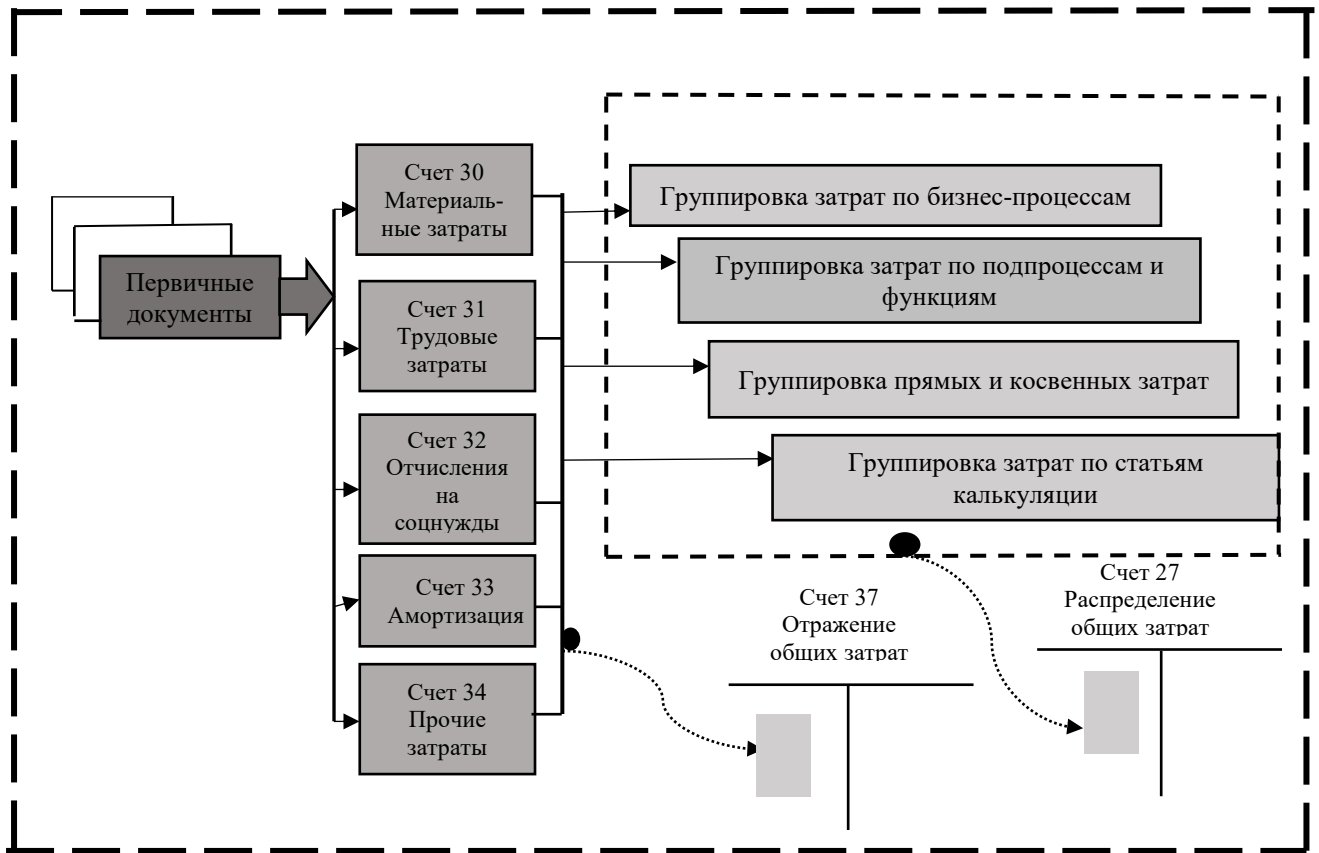 Первичные
документы
Счет 30
Материаль-
ные затраты
Счет 31
Трудовые
затраты
Счет 32
Отчисления
на
соцнужды
Счет 33
Амортизация
Счет 34
Прочие
затраты
Группировка затрат по бизнес-процессам
Группировка затрат по подпроцессам и
функциям
Группировка прямых и косвенных затрат
Группировка затрат по статьям
калькуляции
Счет 37
Отражение
общих затрат
Счет 27
Распределение
общих затрат